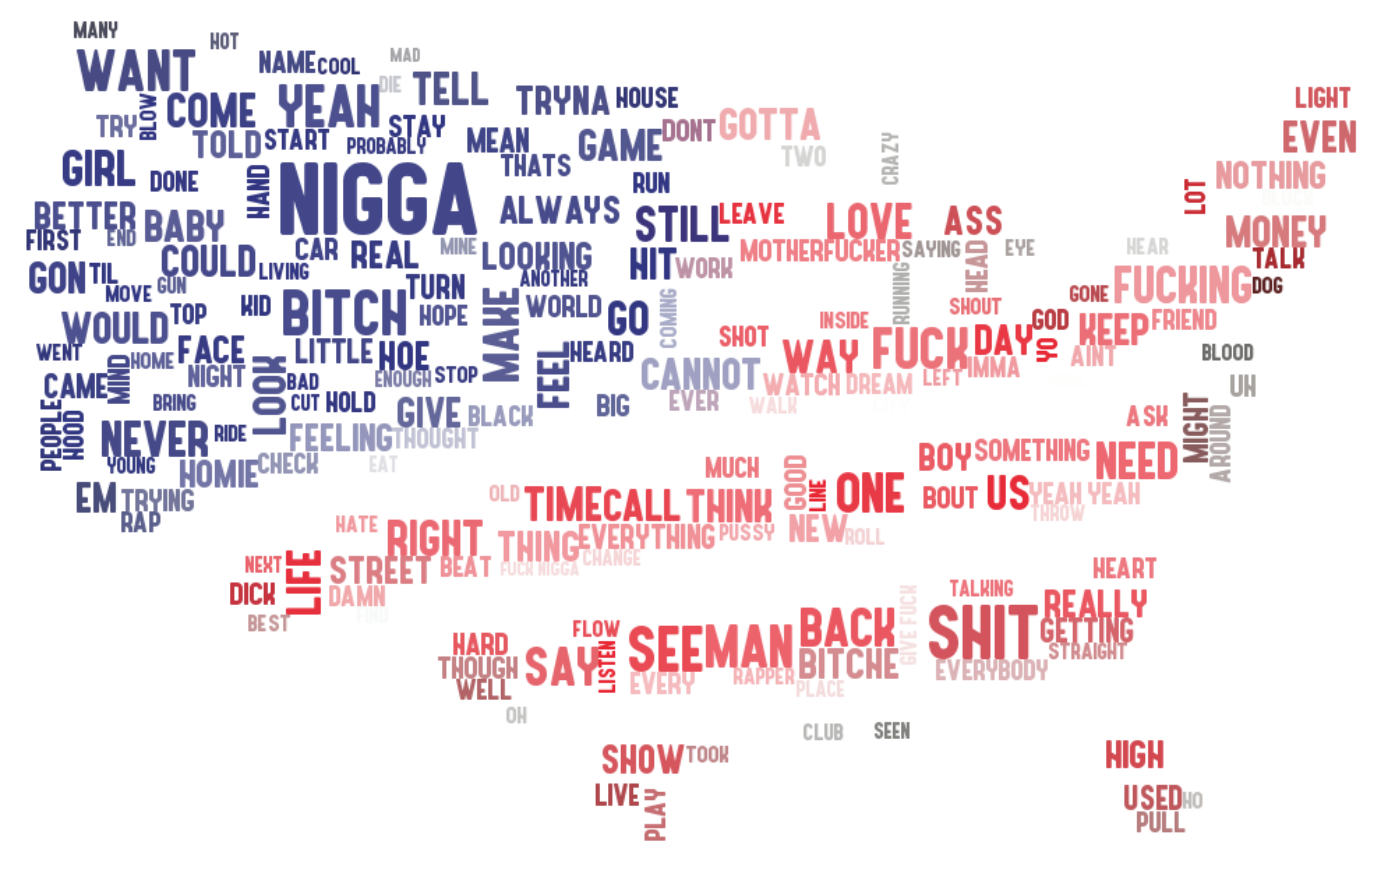 MANY
HOT
WANT
NAME
COOL
MAD
DIE
TELL
LIGHT
BLOW
COME
YEAH
TRYNA
HOUSE
TRY
TOLD
START
STAY
PROBABLY
MEAN
THATS
GAME
DONT
GOTTA
TWO
CRAZY
EVEN
GIRL
DONE
HAND
NIGGA
RUN
LOT
NOTHING
BETTER
BABY
ALWAYS
STILL
LEAVE
LOVE
ASS
BLOCK
MONEY
FIRST
END
CAR
REAL
MINE
LOOKING
MOTHERFUCKER
SAYING
HEAD
EYE
HEAR
TALK
GON
TIL
COULD
LIVING
ANOTHER
HIT
WORK
RUNNING
FUCKING
DOG
MOVE
GUN
KID
BITCH
TURN
HOPE
MAKE
WORLD
GO
COMING
SHOUT
GONE
WOULD
TOP
SHOT
INSIDE
GOD
KEEP
FRIEND
WENT
MIND
HOME
FACE
LITTLE
HOE
HEARD
WAY
FUCK
DAY
YO
AINT
BLOOD
CAME
NIGHT
LOOK
BAD
ENOUGH
STOP
FEEL
CANNOT
WATCH
DREAM
LEFT
IMMA
UH
PEOPLE
HOOD
BRING
CUT
HOLD
GIVE
BLACK
BIG
EVER
WALK
CITY
MIGHT
AROUND
ASK
NEVER
RIDE
FEELING
THOUGHT
YOUNG
HOMIE
CHECK
EAT
MUCH
GOOD
BOY
SOMETHING
NEED
EM
TRYING
RAP
OLD
TIME
CALL
THINK
LINE
ONE
BOUT
US
YEAH YEAH
THROW
HATE
RIGHT
THING
EVERYTHING
PUSSY
NEW
ROLL
NEXT
LIFE
STREET
BEAT
FUCK NIGGA
CHANGE
HEART
DICK
DAMN
FIND
BEST
GIVE FUCK
TALKING
REALLY
HARD
FLOW
SEE
MAN
BACK
SHIT
GETTING
THOUGH
SAY
LISTEN
BITCHE
STRAIGHT
WELL
EVERY
RAPPER
PLACE
EVERYBODY
OH
CLUB
SEEN
SHOW
TOOK
HIGH
LIVE
PLAY
USED
HO
PULL